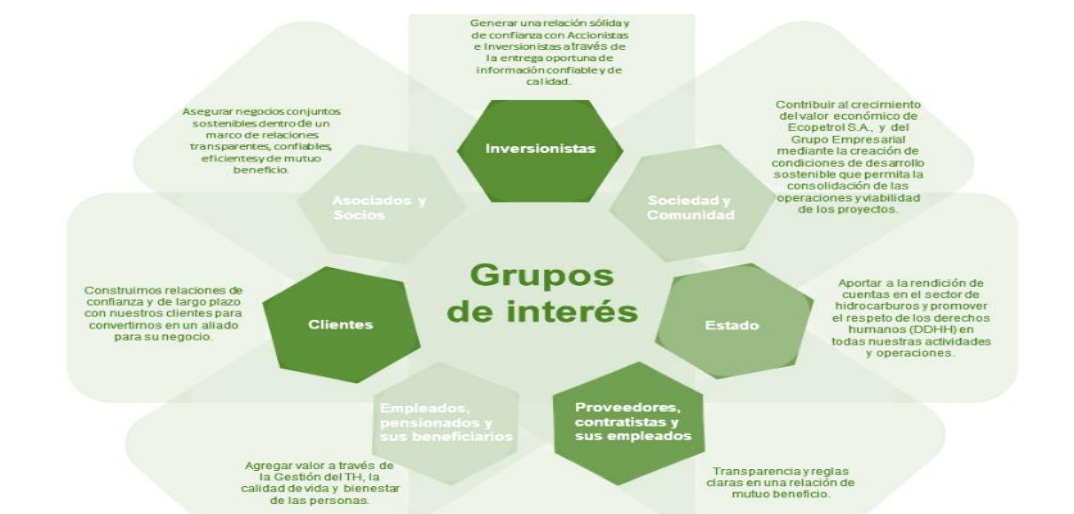 Generar una relación sólida y
de confianza con Accionistas
e Inversionistas a través de
la entrega oportuna de
información confiable y de
calidad.
Inversionistas
Contribuir al crecimiento
del valor económico de
Ecopetrol S.A., y del
Grupo Empresarial
mediante la creación de
condiciones de desarrollo
sostenible que permita la
consolidación de las
operaciones y viabilidad
de los proyectos.
Sociedad y
Comunidad
Aportar a la rendición de
cuentas en el sector de
hidrocarburos y promover
el respeto de los derechos
humanos (DDHH) en
todas nuestras actividades
y operaciones.
Estado
Transparencia y reglas
claras en una relación de
mutuo beneficio.
Proveedores,
contratistas y
sus empleados
Agregar valor a través de
la Gestión del TH, la
calidad de vida y bienestar
de las personas.
Empleados,
pensionados y
sus beneficiarios
Construimos relaciones de
confianza y de largo plazo
con nuestros clientes para
convertirnos en un aliado
para su negocio.
Clientes
Asegurar negocios conjuntos
sostenibles dentro de un
marco de relaciones
transparentes, confiables,
eficientes y de mutuo
beneficio.
Asociados y
Socios
Grupos
de interés